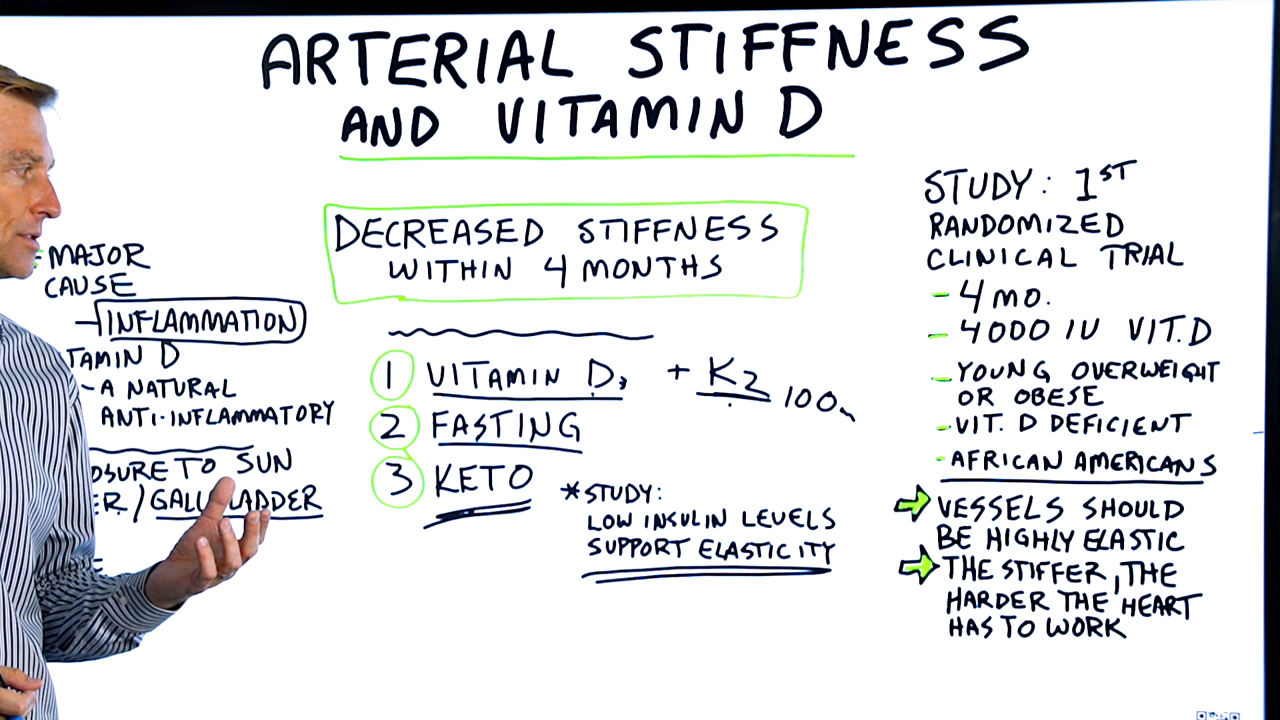 ARTERIAL STIFFNESS
AND VITAMIN D
- MAJOR
CAUSE
- INFLAMMATION
TAMIN D
- A NATURAL
ANTI-INFLAMMATORY
OSURE TO SUN
ER / GALLBLADDER
E
DECREASED STIFFNESS
WITHIN 4 MONTHS
1 VITAMIN D3 + K2 100
2 FASTING
3 KETO
* STUDY:
LOW INSULIN LEVELS
SUPPORT ELASTICITY
STUDY: 1ST
RANDOMIZED
CLINICAL TRIAL
- 4 MO.
- 4000 IU VIT. D
- YOUNG OVERWEIGHT
OR OBESE
- VIT. D DEFICIENT
- AFRICAN AMERICANS
VESSELS SHOULD
BE HIGHLY ELASTIC
THE STIFFER, THE
HARDER THE HEART
HAS TO WORK